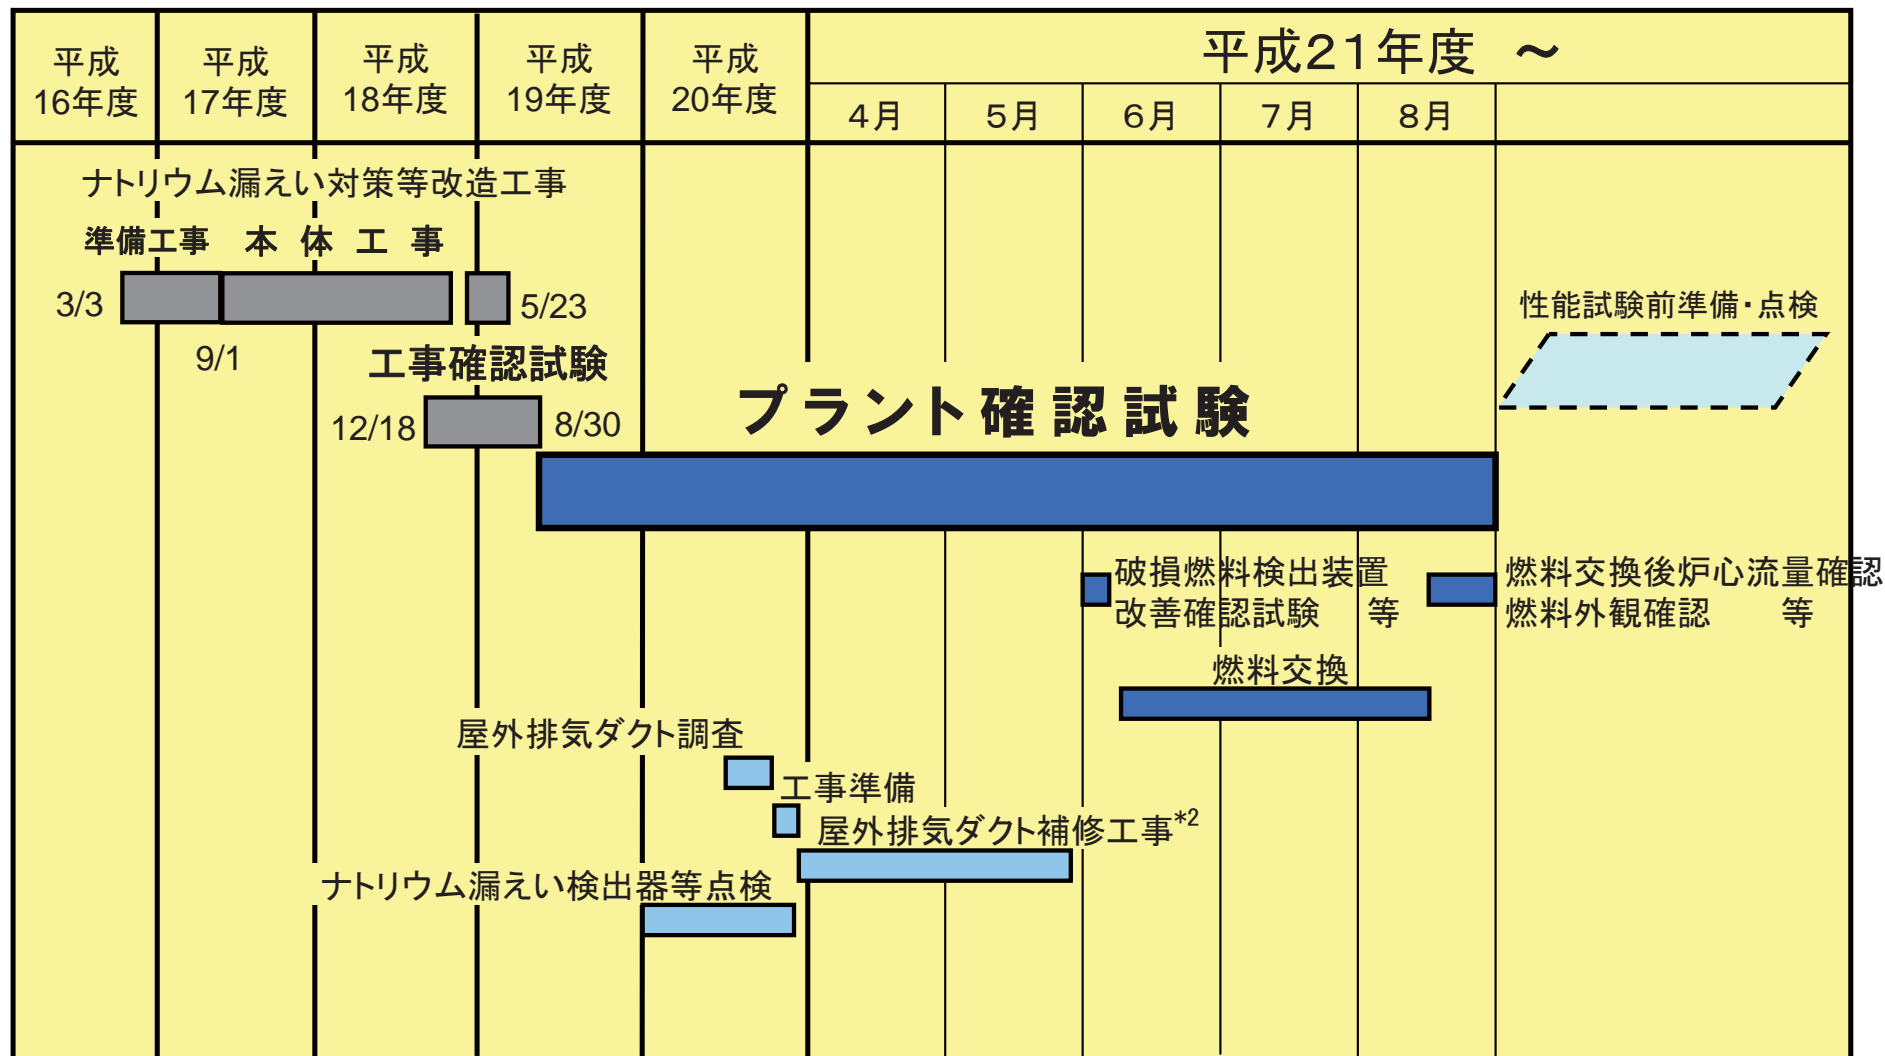 平成
16年度
平成
17年度
平成
18年度
平成
19年度
平成
20年度
平成21年度 ～
4月
5月
6月
7月
8月
ナトリウム漏えい対策等改造工事
準備工事
本 体 工 事
3/3
5/23
9/1
工事確認試験
12/18
8/30
性能試験前準備・点検
プラント確認試験
破損燃料検出装置
改善確認試験 等
燃料交換後炉心流量確認
燃料外観確認 等
燃料交換
屋外排気ダクト調査
工事準備
屋外排気ダクト補修工事*2
ナトリウム漏えい検出器等点検